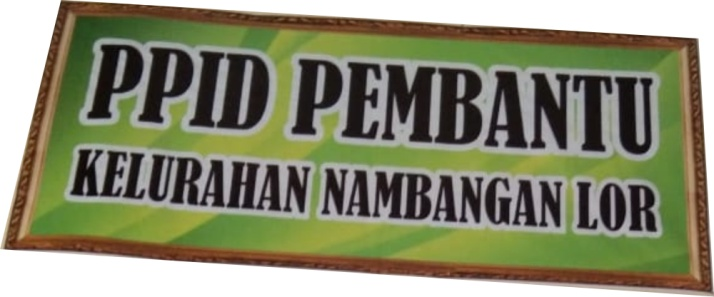 PPID PEMBANTU
KELURAHAN NAMBANGAN LOR